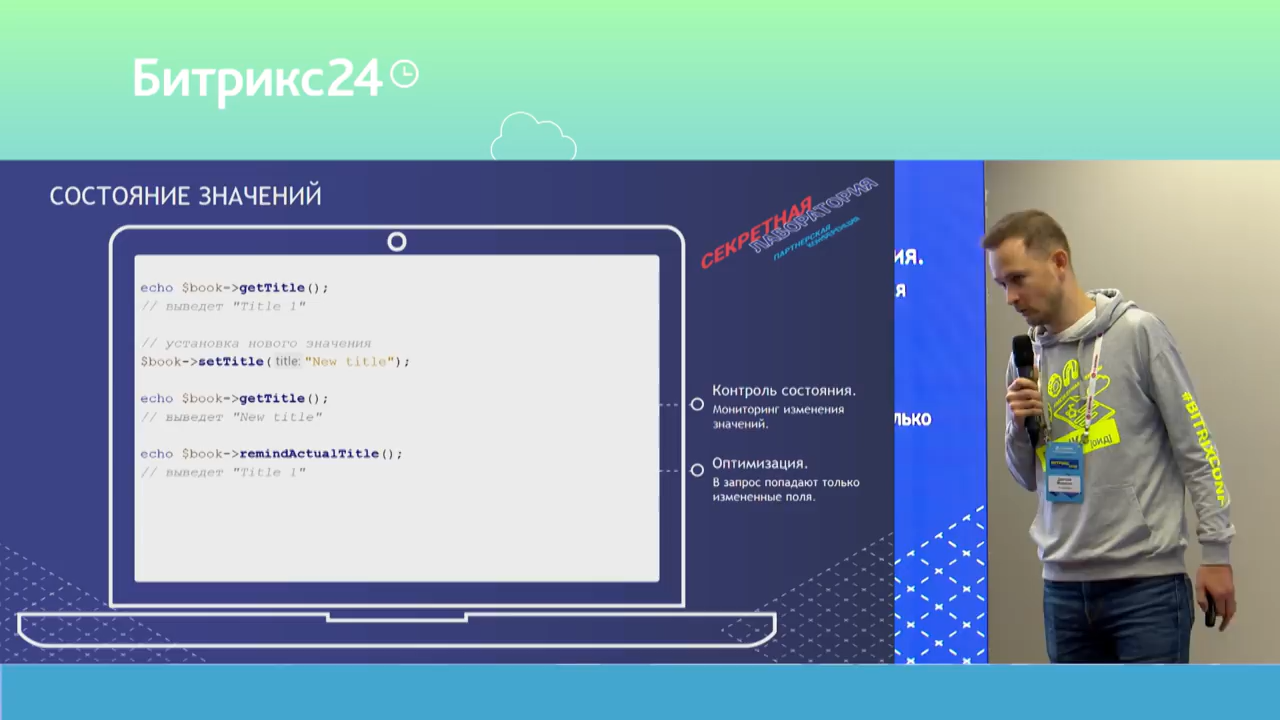 Битрикс24
СОСТОЯНИЕ ЗНАЧЕНИЙ
СЕКРЕТНАЯ
ЛАБОРАТОРИЯ
ПАРТНЕРСКАЯ
echo $book->getTitle();
// выведет "Title 1"
// установка нового значения
$book->setTitle( title: "New title");
echo $book->getTitle();
// выведет "New title"
echo $book->remindActualTitle();
// выведет "Title 1"
Контроль состояния.
Мониторинг изменения
значений.
Оптимизация.
В запрос попадают только
измененные поля.
ия.
я
лько
#BITRIXCONF